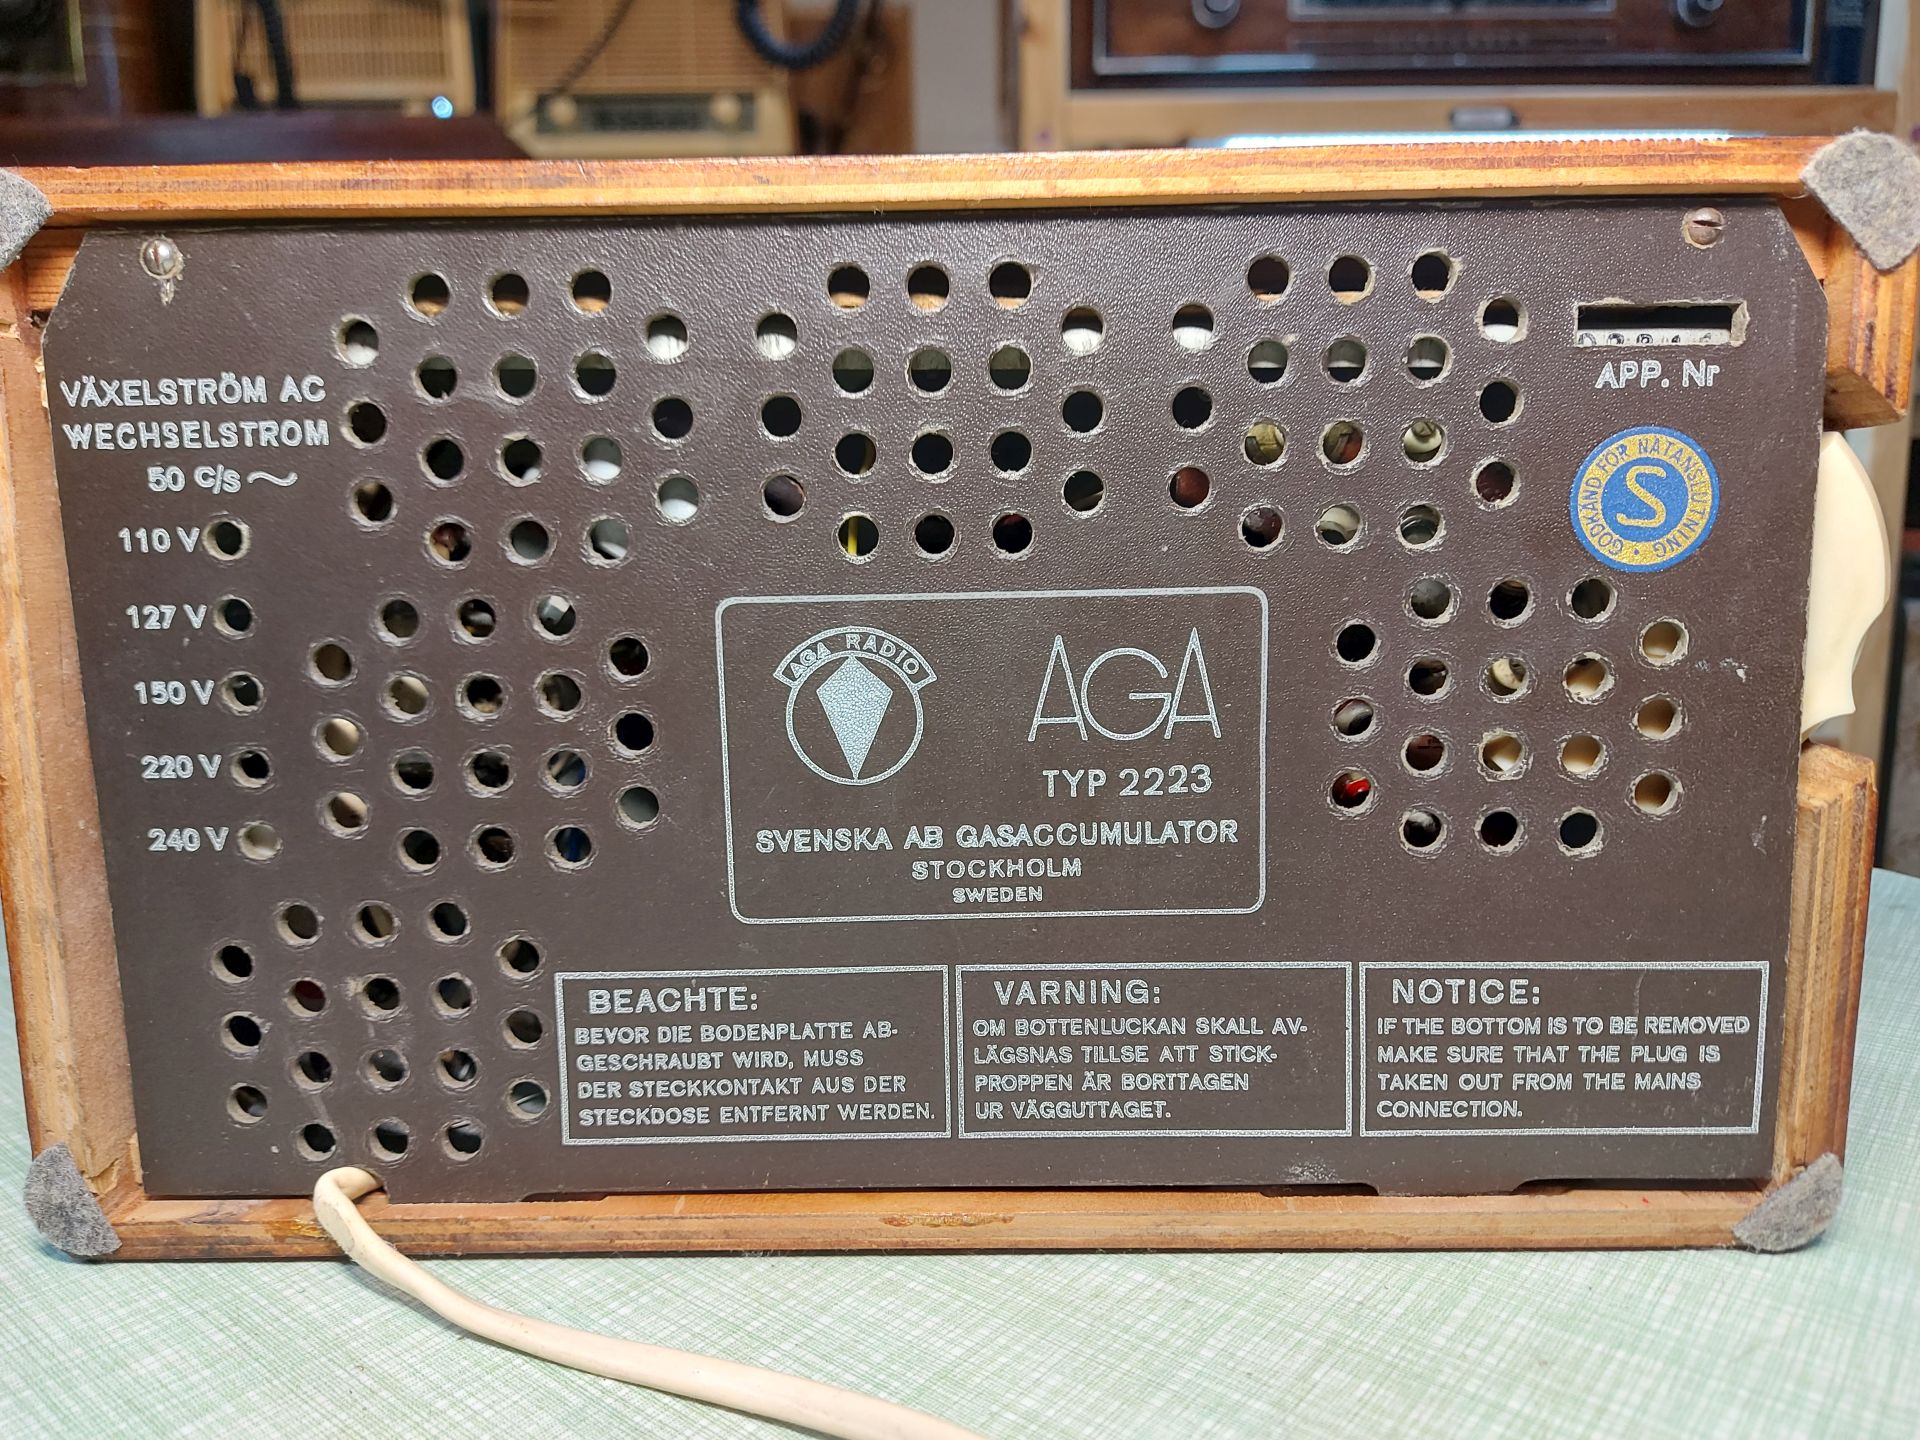 VÄXELSTRÖM AC
WECHSELSTROM
50 C/s ~
110 V
127 V
150 V
220 V
240 V
APP. Nr
GODKÄND FÖR NÄTANSLUTNING •
S
AGA RADIO
AGA
TYP 2223
SVENSKA AB GASACCUMULATOR
STOCKHOLM
SWEDEN
BEACHTE:
BEVOR DIE BODENPLATTE AB-
GESCHRAUBT WIRD, MUSS
DER STECKKONTAKT AUS DER
STECKDOSE ENTFERNT WERDEN.
VARNING:
OM BOTTENLUCKAN SKALL AV-
LÄGSNAS TILLSE ATT STICK-
PROPPEN ÄR BORTTAGEN
UR VÄGGUTTAGET.
NOTICE:
IF THE BOTTOM IS TO BE REMOVED
MAKE SURE THAT THE PLUG IS
TAKEN OUT FROM THE MAINS
CONNECTION.